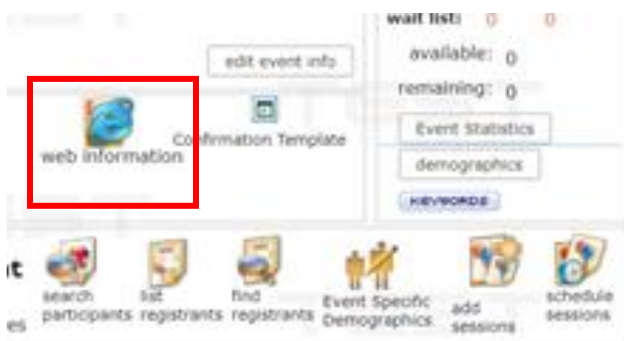 wait list: 0 0
edit event info
available: 0
remaining: 0
web information
Confirmation Template
Event Statistics
demographics
KEYWORDS
search participants
list registrants
find registrants
Event Specific Demographics
add sessions
schedule sessions